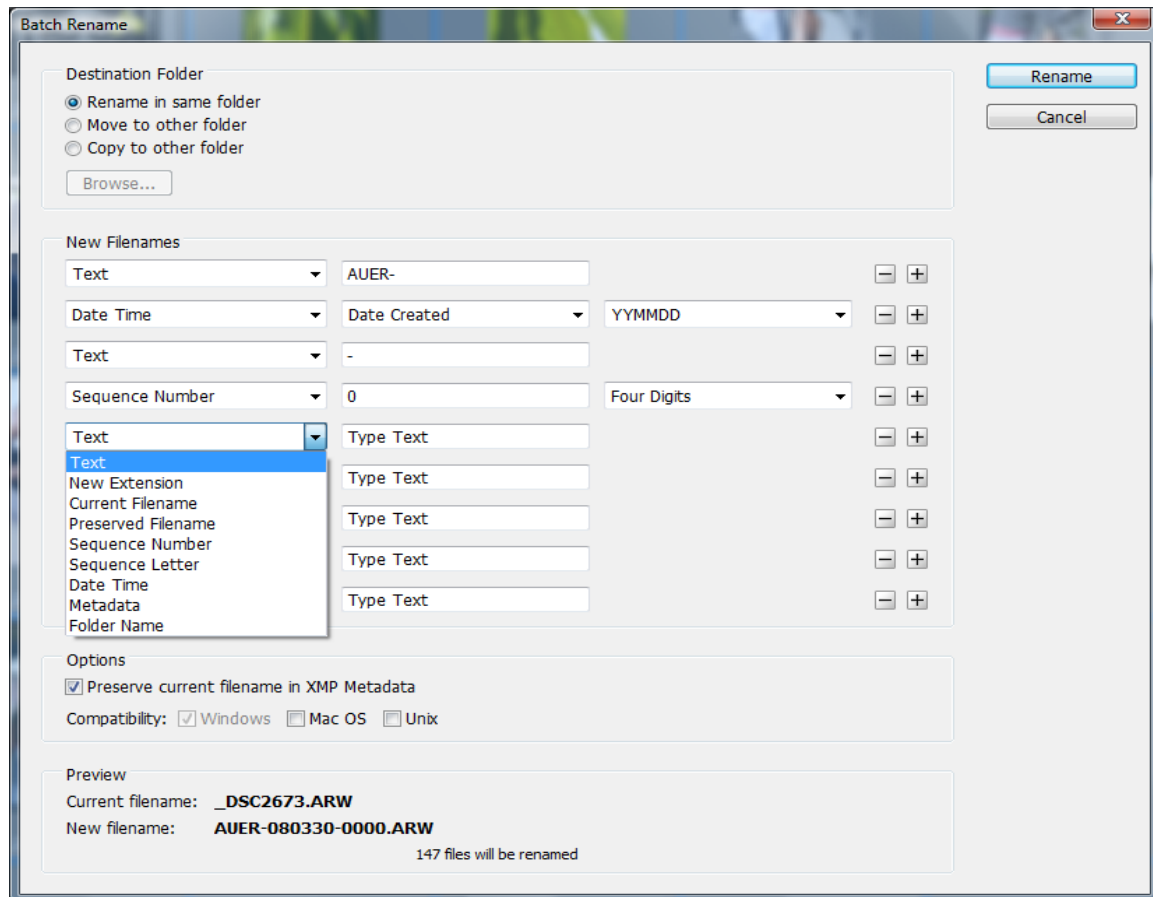 Batch Rename
Destination Folder
Rename in same folder
Move to other folder
Copy to other folder
Browse...
Rename
Cancel
New Filenames
Text AUER-
Date Time Date Created YYMMDD
Text -
Sequence Number 0 Four Digits
Text Type Text
Text
New Extension Type Text
Current Filename
Preserved Filename Type Text
Sequence Number
Sequence Letter Type Text
Date Time
Metadata Type Text
Folder Name
Options
Preserve current filename in XMP Metadata
Compatibility: Windows Mac OS Unix
Preview
Current filename: _DSC2673.ARW
New filename: AUER-080330-0000.ARW
147 files will be renamed